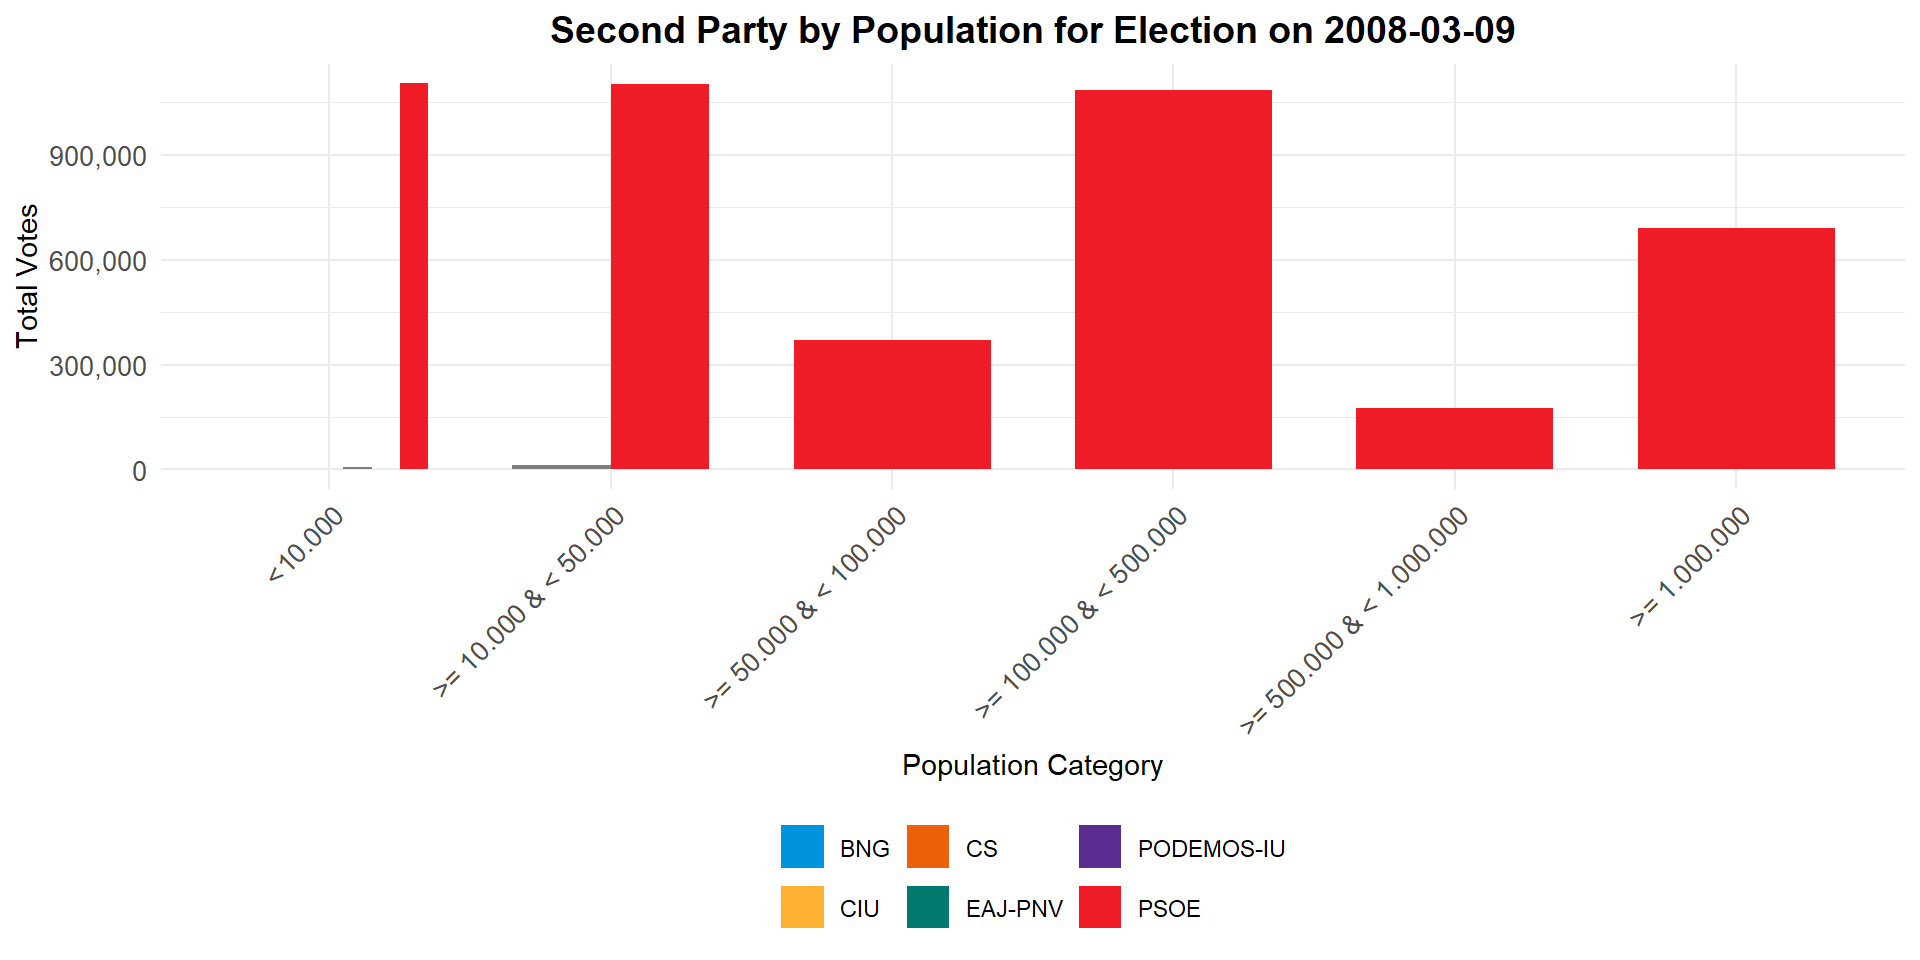 Second Party by Population for Election on 2008-03-09
Total Votes
900,000
600,000
300,000
0
<10.000
>= 10.000 & < 50.000
>= 50.000 & < 100.000
>= 100.000 & < 500.000
>= 500.000 & < 1.000.000
>= 1.000.000
Population Category
BNG CS PODEMOS-IU
CIU EAJ-PNV PSOE